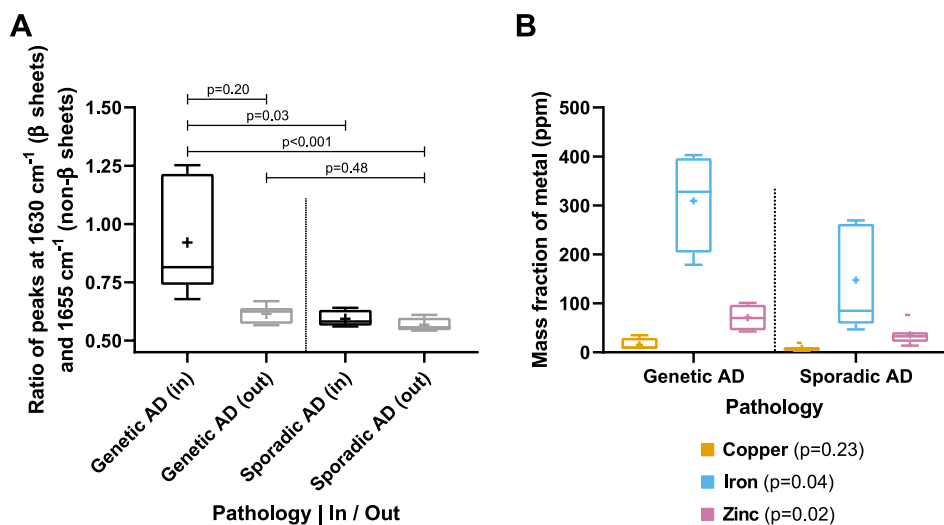 A
Ratio of peaks at 1630 cm⁻¹ (β sheets)
and 1655 cm⁻¹ (non-β sheets)
1.50
1.25
1.00
0.75
0.50
p=0.20
p=0.03
p<0.001
p=0.48
Genetic AD (in)
Genetic AD (out)
Sporadic AD (in)
Sporadic AD (out)
Pathology | In / Out
B
Mass fraction of metal (ppm)
500
400
300
200
100
0
Genetic AD
Sporadic AD
Pathology
Copper (p=0.23)
Iron (p=0.04)
Zinc (p=0.02)